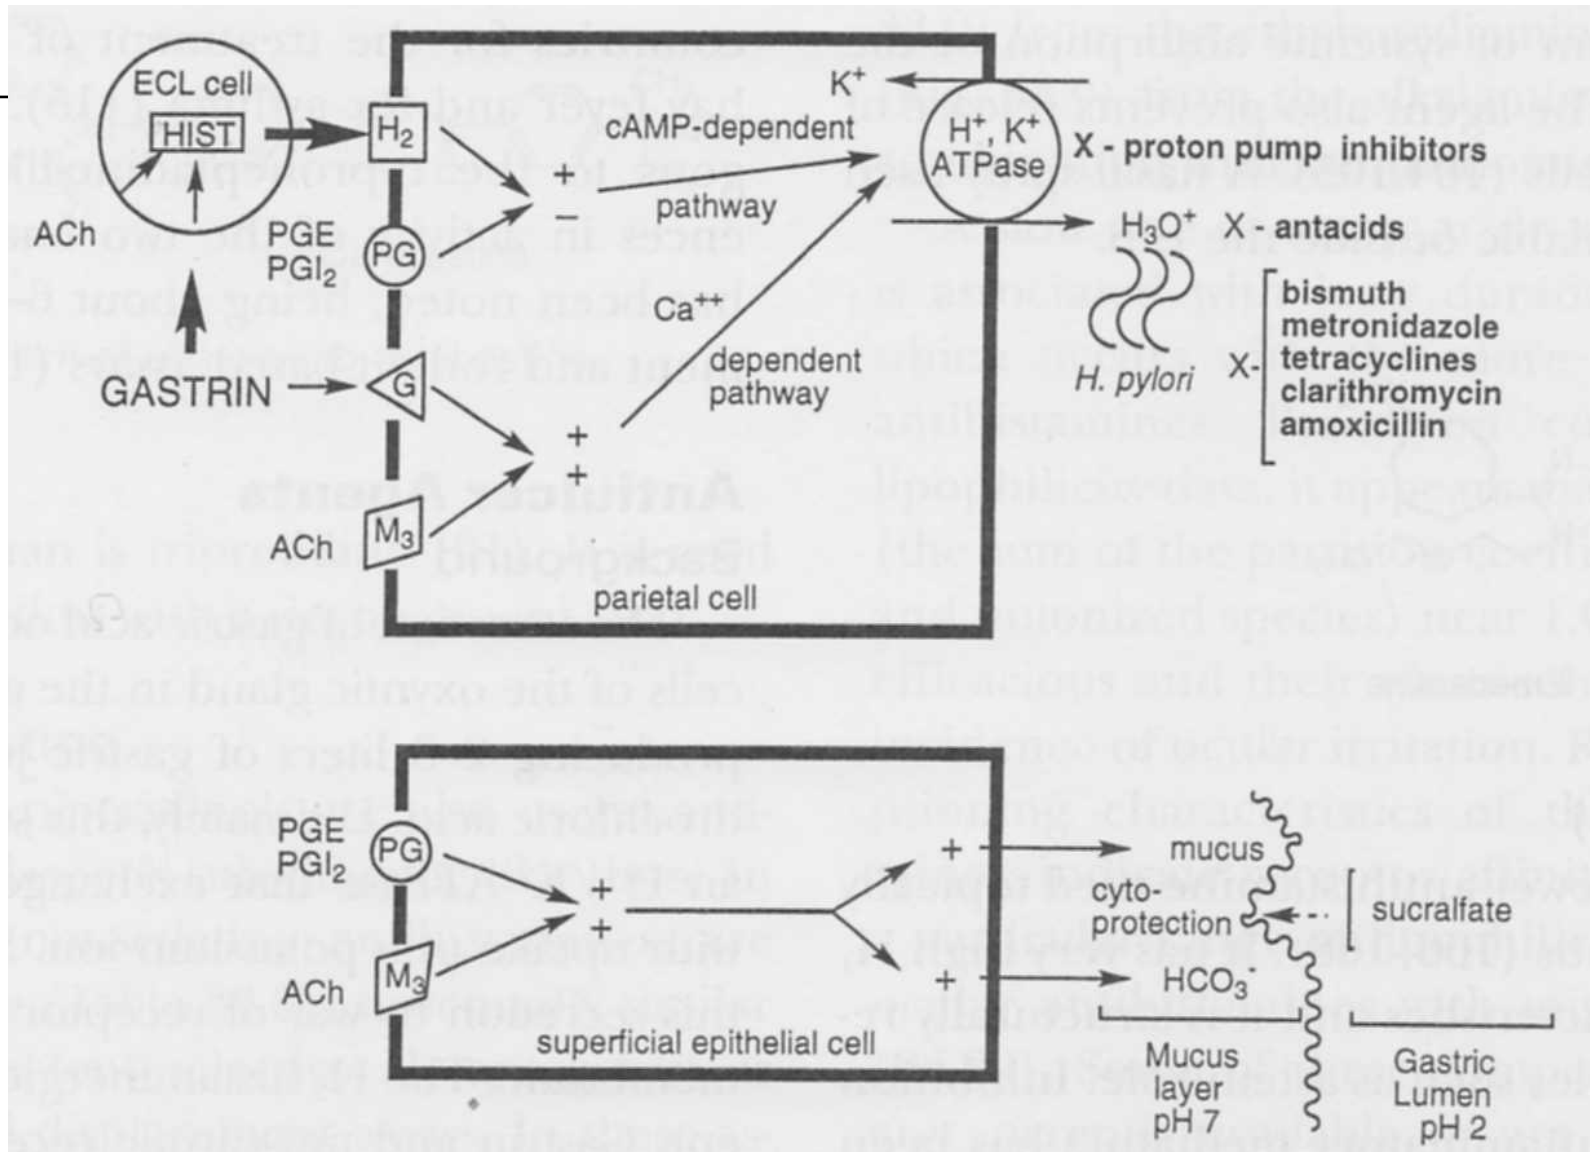 ECL cell
HIST
H₂
ACh
PGE
PGI₂
PG
GASTRIN
G
ACh
M₃
+
–
cAMP-dependent
pathway
Ca⁺⁺
dependent
pathway
+
+
parietal cell
K⁺
H⁺, K⁺
ATPase
X - proton pump inhibitors
H₃O⁺ X - antacids
H. pylori
X-
bismuth
metronidazole
tetracyclines
clarithromycin
amoxicillin
PGE
PGI₂
PG
ACh
M₃
+
+
+
+
superficial epithelial cell
mucus
cyto-
protection
HCO₃⁻
sucralfate
Mucus
layer
pH 7
Gastric
Lumen
pH 2